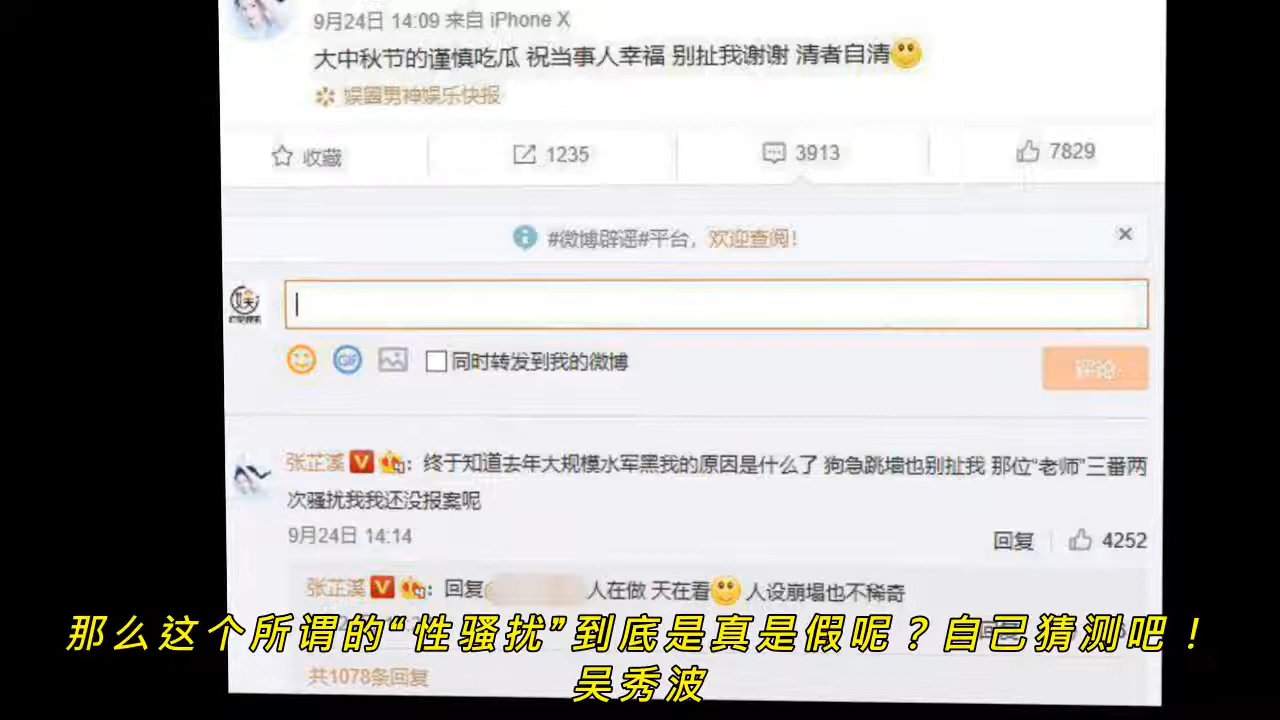 9月24日 14:09 来自 iPhone X
大中秋节的谨慎吃瓜 祝当事人幸福 别扯我谢谢 清者自清
娱圈男神娱乐快报
收藏 1235 3913 7829
#微博辟谣#平台，欢迎查阅！
同时转发到我的微博
评论
张芷溪：终于知道去年大规模水军黑我的原因是什么了 狗急跳墙也别扯我 那位“老师”三番两
次骚扰我我还没报案呢
9月24日 14:14 回复 4252
张芷溪：回复 人在做 天在看 人设崩塌也不稀奇
那么这个所谓的“性骚扰”到底是真是假呢？自己猜测吧！
共1078条回复
吴秀波